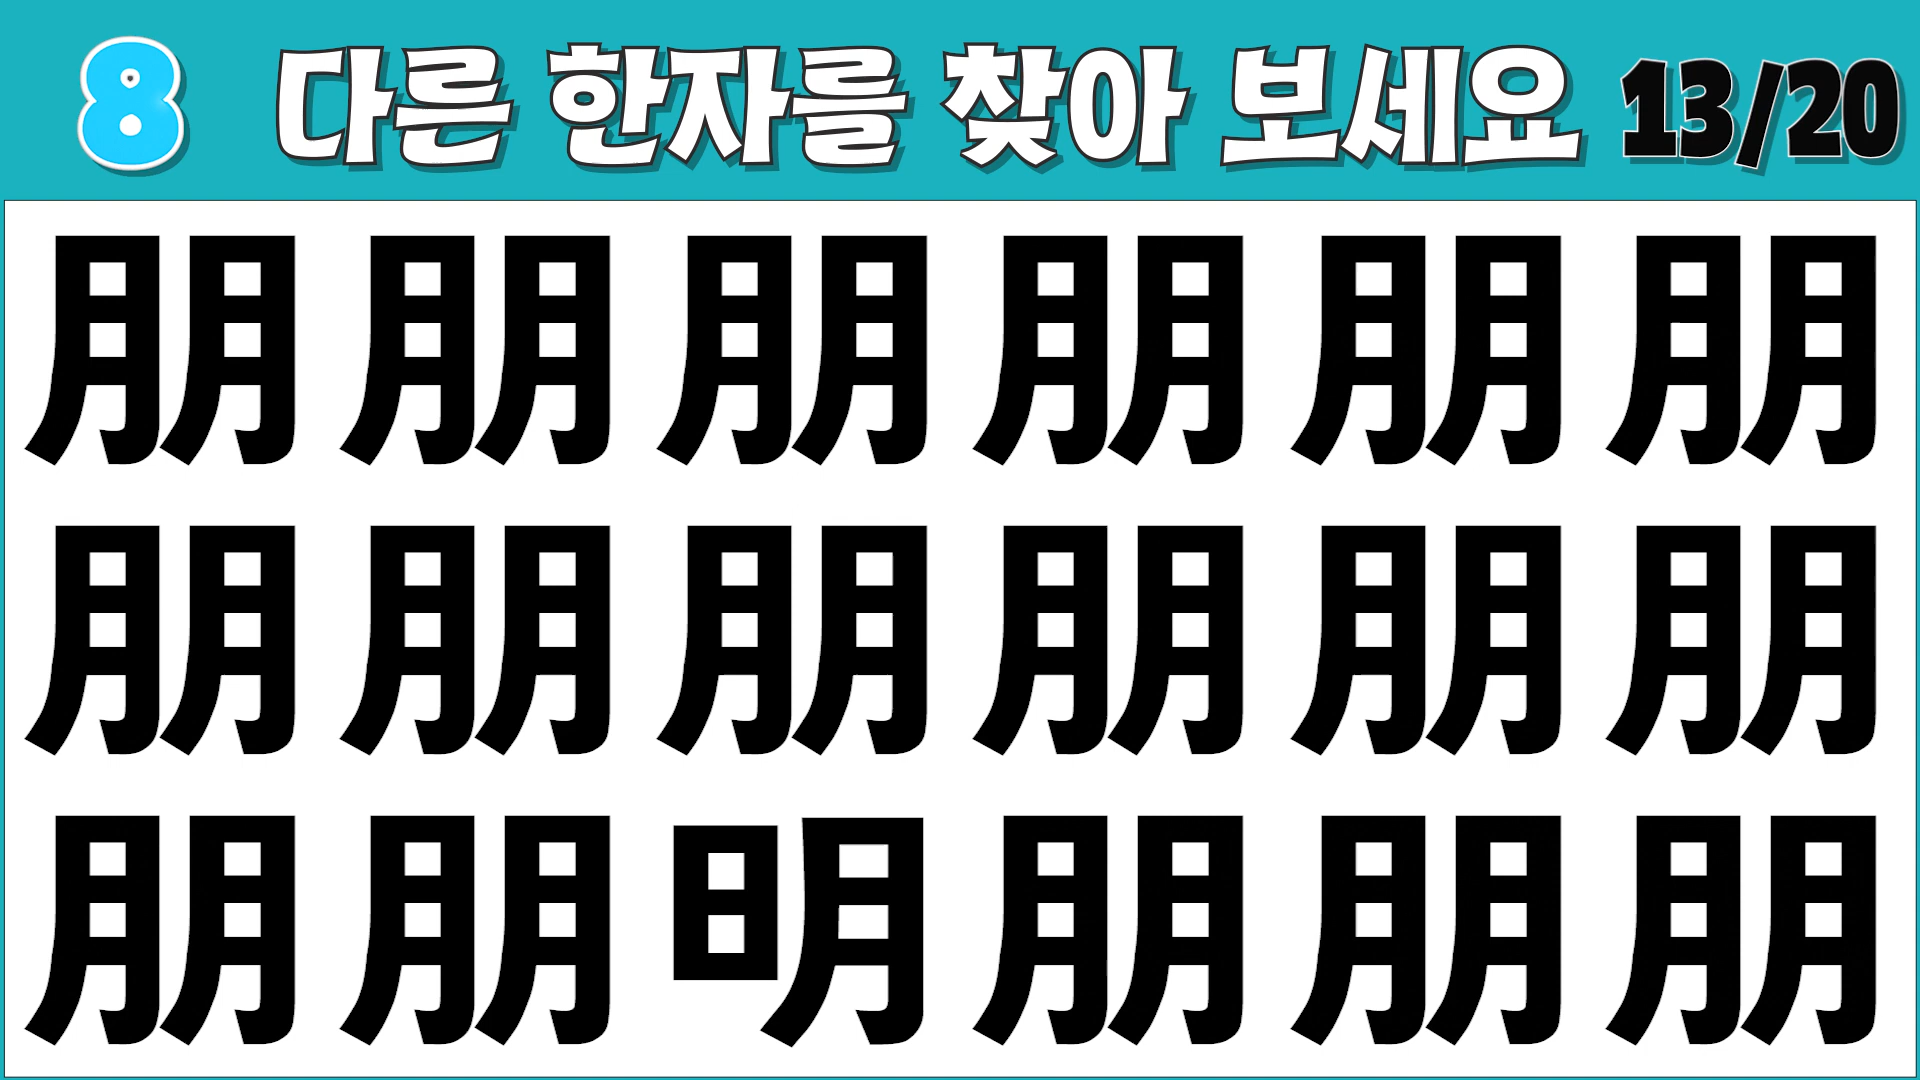 8 다른 한자를 찾아 보세요 13/20
朋 朋 朋 朋 朋 朋
朋 朋 朋 朋 朋 朋
朋 朋 明 朋 朋 朋